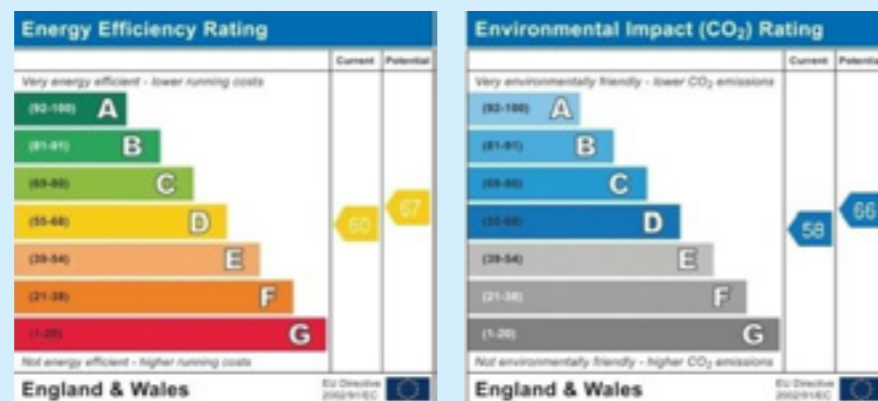 Energy Efficiency Rating
Current Potential
Very energy efficient - lower running costs
(92-100) A
(81-91) B
(69-80) C
(55-68) D
60
67
(39-54) E
(21-38) F
(1-20) G
Not energy efficient - higher running costs
England & Wales
EU Directive
2002/91/EC
Environmental Impact (CO₂) Rating
Current Potential
Very environmentally friendly - lower CO₂ emissions
(92-100) A
(81-91) B
(69-80) C
(55-68) D
58
66
(39-54) E
(21-38) F
(1-20) G
Not environmentally friendly - higher CO₂ emissions
England & Wales
EU Directive
2002/91/EC